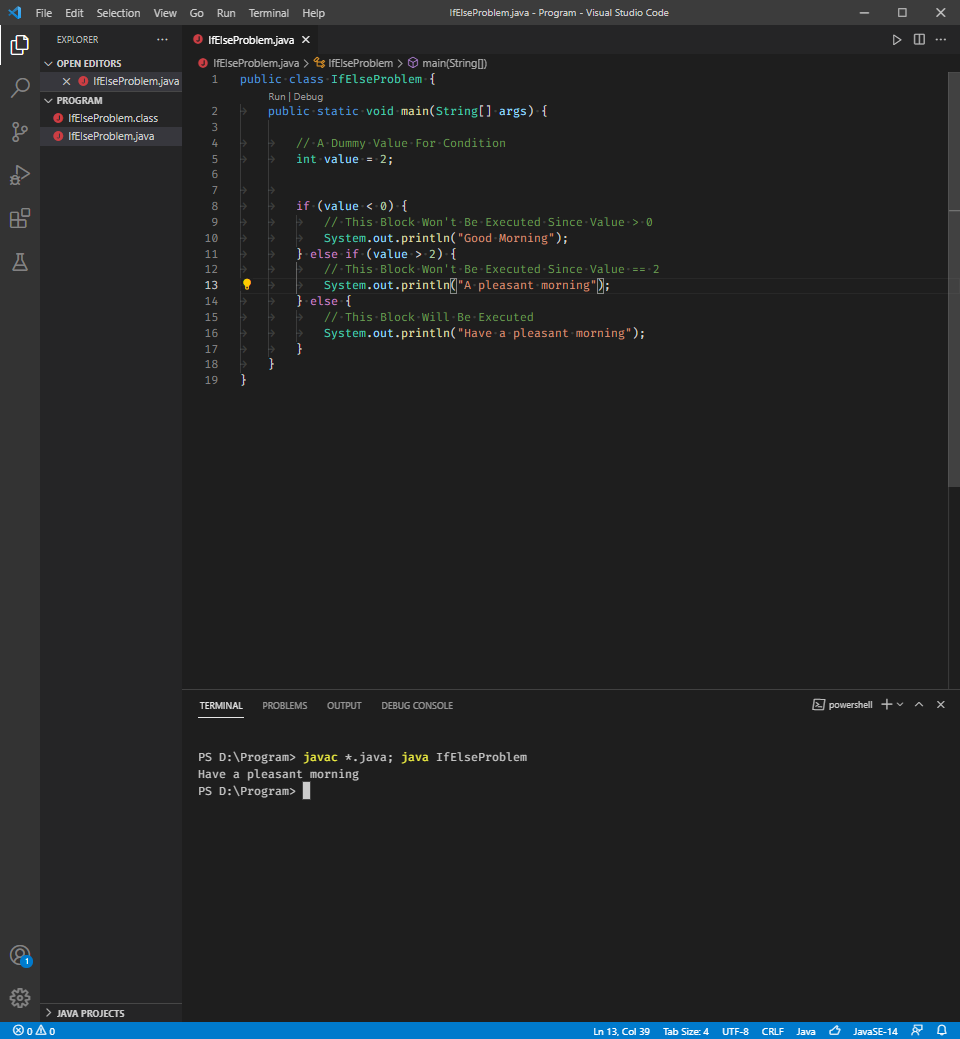 File Edit Selection View Go Run Terminal Help IfElseProblem.java - Program - Visual Studio Code
EXPLORER
OPEN EDITORS
IfElseProblem.java
PROGRAM
IfElseProblem.class
IfElseProblem.java
JAVA PROJECTS
IfElseProblem.java
IfElseProblem.java > IfElseProblem > main(String[])
1 public class IfElseProblem {
Run | Debug
2 public static void main(String[] args) {
3
4 // A Dummy Value For Condition
5 int value = 2;
6
7
8 if (value < 0) {
9 // This Block Won't Be Executed Since Value > 0
10 System.out.println("Good Morning");
11 } else if (value > 2) {
12 // This Block Won't Be Executed Since Value == 2
13 System.out.println("A pleasant morning");
14 } else {
15 // This Block Will Be Executed
16 System.out.println("Have a pleasant morning");
17 }
18 }
19 }
TERMINAL PROBLEMS OUTPUT DEBUG CONSOLE powershell
PS D:\Program> javac *.java; java IfElseProblem
Have a pleasant morning
PS D:\Program>
1
0 0 Ln 13, Col 39 Tab Size: 4 UTF-8 CRLF Java JavaSE-14